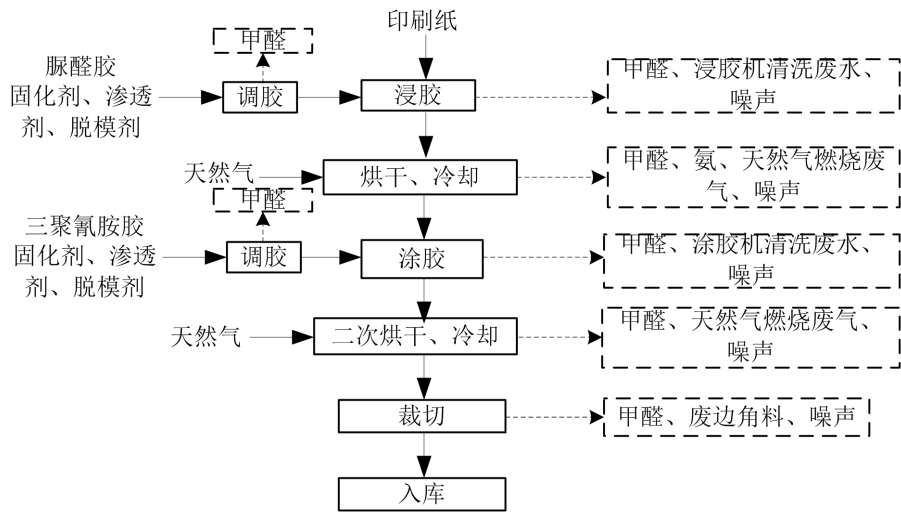 印刷纸
甲醛
脲醛胶
固化剂、渗透
剂、脱模剂
调胶
浸胶
甲醛、浸胶机清洗废水、
噪声
天然气
烘干、冷却
甲醛、氨、天然气燃烧废
气、噪声
甲醛
三聚氰胺胶
固化剂、渗透
剂、脱模剂
调胶
涂胶
甲醛、涂胶机清洗废水、
噪声
天然气
二次烘干、冷却
甲醛、天然气燃烧废气、
噪声
裁切
甲醛、废边角料、噪声
入库